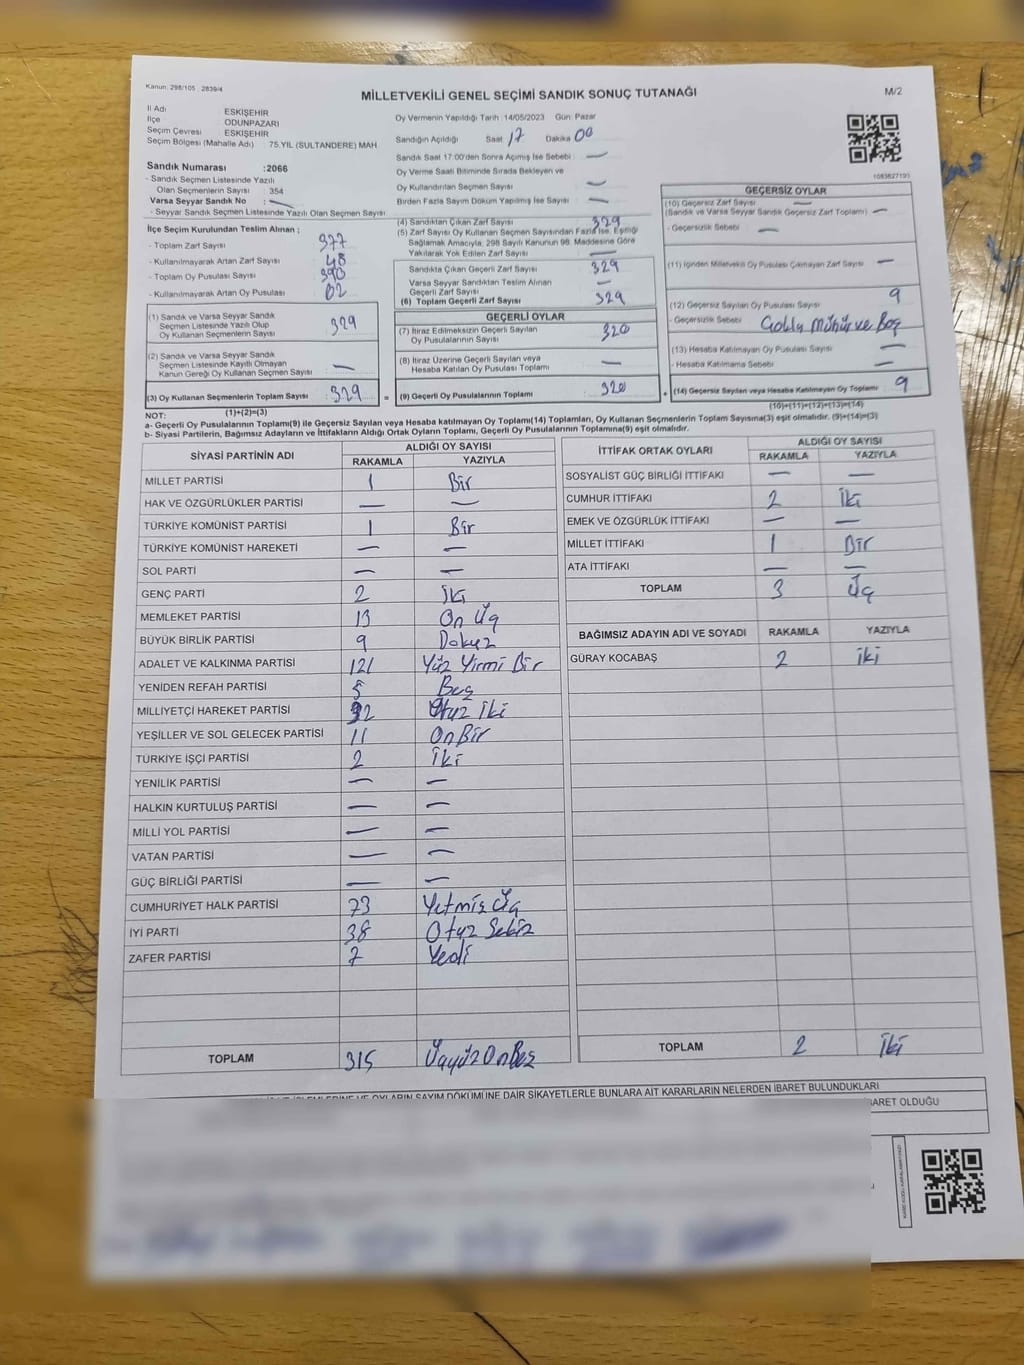 Kanun: 298/105 . 2839/4
MİLLETVEKİLİ GENEL SEÇİMİ SANDIK SONUÇ TUTANAĞI
M/2
İl Adı ESKİŞEHİR
İlçe ODUNPAZARI
Seçim Çevresi ESKİŞEHİR
Seçim Bölgesi (Mahalle Adı) 75.YIL (SULTANDERE) MAH.
Sandık Numarası :2066
- Sandık Seçmen Listesinde Yazılı
Olan Seçmenlerin Sayısı : 354
Varsa Seyyar Sandık No : —
- Seyyar Sandık Seçmen Listesinde Yazılı Olan Seçmen Sayısı
Oy Vermenin Yapıldığı Tarih :14/05/2023 Gün: Pazar
Sandığın Açıldığı Saat 17 Dakika 00
Sandık Saat 17:00'den Sonra Açılmış İse Sebebi : —
Oy Verme Saati Bitiminde Sırada Bekleyen ve
Oy Kullandırılan Seçmen Sayısı —
Birden Fazla Sayım Döküm Yapılmış İse Sayısı : —
1083827193
İlçe Seçim Kurulundan Teslim Alınan ;
- Toplam Zarf Sayısı 377
- Kullanılmayarak Artan Zarf Sayısı 48
- Toplam Oy Pusulası Sayısı 390
- Kullanılmayarak Artan Oy Pusulası 02
(1) Sandık ve Varsa Seyyar Sandık
Seçmen Listesinde Yazılı Olup
Oy Kullanan Seçmenlerin Sayısı 329
(2) Sandık ve Varsa Seyyar Sandık
Seçmen Listesinde Kayıtlı Olmayan
Kanun Gereği Oy Kullanan Seçmen Sayısı —
(3) Oy Kullanan Seçmenlerin Toplam Sayısı 329
(1)+(2)=(3)
(4) Sandıktan Çıkan Zarf Sayısı 329
(5) Zarf Sayısı Oy Kullanan Seçmen Sayısından Fazla İse, Eşitliği
Sağlamak Amacıyla, 298 Sayılı Kanunun 98. Maddesine Göre
Yakılarak Yok Edilen Zarf Sayısı —
Sandıkta Çıkan Geçerli Zarf Sayısı 329
Varsa Seyyar Sandıktan Teslim Alınan
Geçerli Zarf Sayısı —
(6) Toplam Geçerli Zarf Sayısı 329
GEÇERLİ OYLAR
(7) İtiraz Edilmeksizin Geçerli Sayılan
Oy Pusulalarının Sayısı 320
(8) İtiraz Üzerine Geçerli Sayılan veya
Hesaba Katılan Oy Pusulası Toplamı —
= (9) Geçerli Oy Pusulalarının Toplamı 320
GEÇERSİZ OYLAR
(10) Geçersiz Zarf Sayısı —
(Sandık ve Varsa Seyyar Sandık Geçersiz Zarf Toplamı) —
- Geçersizlik Sebebi : —
(11) İçinden Milletvekili Oy Pusulası Çıkmayan Zarf Sayısı —
(12) Geçersiz Sayılan Oy Pusulası Sayısı 9
- Geçersizlik Sebebi Çoklu Mühür ve Boş
(13) Hesaba Katılmayan Oy Pusulası Sayısı —
- Hesaba Katılmama Sebebi : —
+ (14) Geçersiz Sayılan veya Hesaba Katılmayan Oy Toplamı 9
(10)+(11)+(12)+(13)=(14)
NOT:
a- Geçerli Oy Pusulalarının Toplamı(9) ile Geçersiz Sayılan veya Hesaba katılmayan Oy Toplamı(14) Toplamları, Oy Kullanan Seçmenlerin Toplam Sayısına(3) eşit olmalıdır. (9)+(14)=(3)
b- Siyasi Partilerin, Bağımsız Adayların ve İttifakların Aldığı Ortak Oyların Toplamı, Geçerli Oy Pusulalarının Toplamına(9) eşit olmalıdır.
SİYASİ PARTİNİN ADI ALDIĞI OY SAYISI
RAKAMLA YAZIYLA
MİLLET PARTİSİ 1 Bir
HAK VE ÖZGÜRLÜKLER PARTİSİ — —
TÜRKİYE KOMÜNİST PARTİSİ 1 Bir
TÜRKİYE KOMÜNİST HAREKETİ — —
SOL PARTİ — —
GENÇ PARTİ 2 İki
MEMLEKET PARTİSİ 13 On Üç
BÜYÜK BİRLİK PARTİSİ 9 Dokuz
ADALET VE KALKINMA PARTİSİ 121 Yüz Yirmi Bir
YENİDEN REFAH PARTİSİ 5 Beş
MİLLİYETÇİ HAREKET PARTİSİ 32 Otuz İki
YEŞİLLER VE SOL GELECEK PARTİSİ 11 On Bir
TÜRKİYE İŞÇİ PARTİSİ 2 İki
YENİLİK PARTİSİ — —
HALKIN KURTULUŞ PARTİSİ — —
MİLLİ YOL PARTİSİ — —
VATAN PARTİSİ — —
GÜÇ BİRLİĞİ PARTİSİ — —
CUMHURİYET HALK PARTİSİ 73 Yetmiş Üç
İYİ PARTİ 38 Otuz Sekiz
ZAFER PARTİSİ 7 Yedi
TOPLAM 315 Üçyüz On Beş
İTTİFAK ORTAK OYLARI ALDIĞI OY SAYISI
RAKAMLA YAZIYLA
SOSYALİST GÜÇ BİRLİĞİ İTTİFAKI — —
CUMHUR İTTİFAKI 2 İki
EMEK VE ÖZGÜRLÜK İTTİFAKI — —
MİLLET İTTİFAKI 1 Bir
ATA İTTİFAKI — —
TOPLAM 3 Üç
BAĞIMSIZ ADAYIN ADI VE SOYADI RAKAMLA YAZIYLA
GÜRAY KOCABAŞ 2 iki
TOPLAM 2 İki
OYLARIN SAYIM DÖKÜMÜNE DAİR ŞİKAYETLERLE BUNLARA AİT KARARLARIN NELERDEN İBARET BULUNDUKLARI
İBARET OLDUĞU